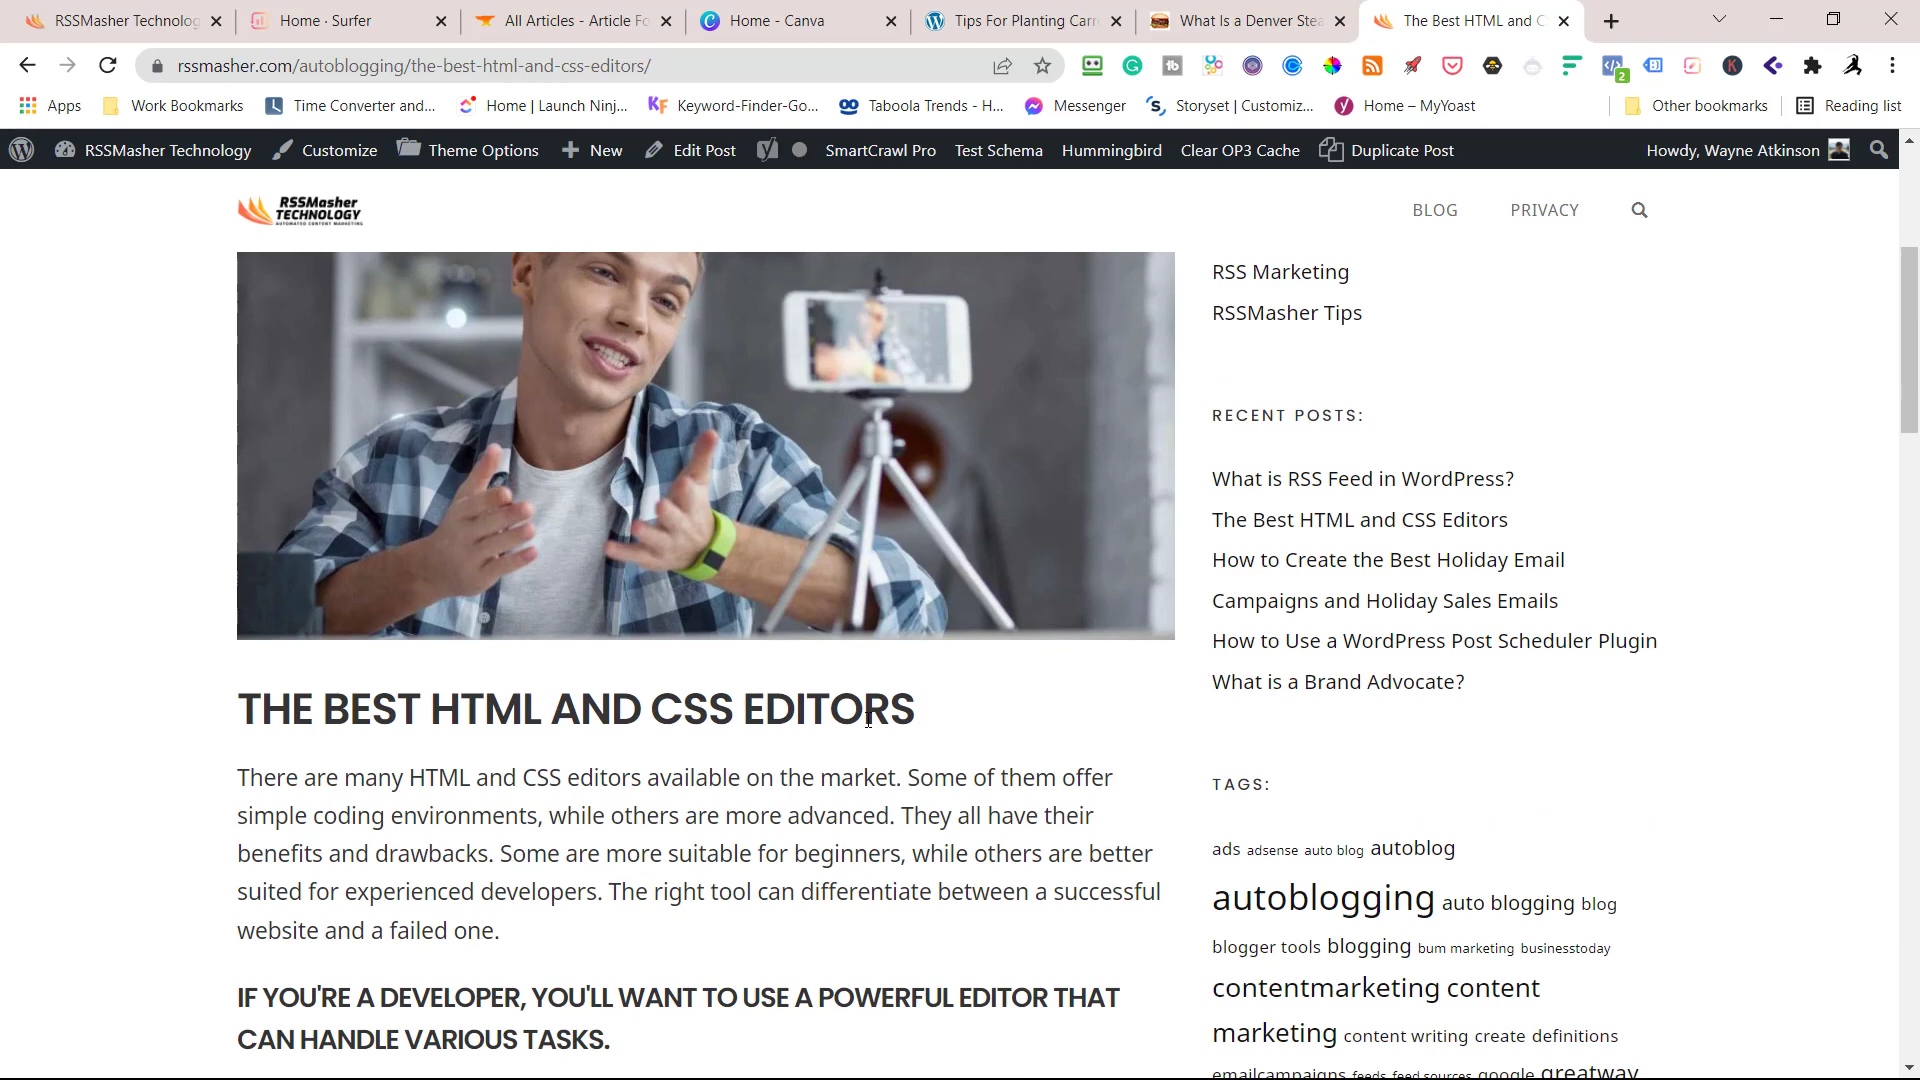 RSSMasher Technolog
Home · Surfer
All Articles - Article Fo
Home - Canva
Tips For Planting Carr
What Is a Denver Stea
The Best HTML and C
rssmasher.com/autoblogging/the-best-html-and-css-editors/
2
Apps
Work Bookmarks
Time Converter and...
Home | Launch Ninj...
Keyword-Finder-Go...
Taboola Trends - H...
Messenger
Storyset | Customiz...
Home – MyYoast
Other bookmarks
Reading list
RSSMasher Technology
Customize
Theme Options
New
Edit Post
SmartCrawl Pro
Test Schema
Hummingbird
Clear OP3 Cache
Duplicate Post
Howdy, Wayne Atkinson
RSSMasher
TECHNOLOGY
AUTOMATED CONTENT MARKETING
BLOG
PRIVACY
THE BEST HTML AND CSS EDITORS
There are many HTML and CSS editors available on the market. Some of them offer
simple coding environments, while others are more advanced. They all have their
benefits and drawbacks. Some are more suitable for beginners, while others are better
suited for experienced developers. The right tool can differentiate between a successful
website and a failed one.
IF YOU'RE A DEVELOPER, YOU'LL WANT TO USE A POWERFUL EDITOR THAT
CAN HANDLE VARIOUS TASKS.
RSS Marketing
RSSMasher Tips
RECENT POSTS:
What is RSS Feed in WordPress?
The Best HTML and CSS Editors
How to Create the Best Holiday Email
Campaigns and Holiday Sales Emails
How to Use a WordPress Post Scheduler Plugin
What is a Brand Advocate?
TAGS:
ads adsense auto blog autoblog
autoblogging auto blogging blog
blogger tools blogging bum marketing businesstoday
contentmarketing content
marketing content writing create definitions
emailcampaigns feeds feed sources google greatway